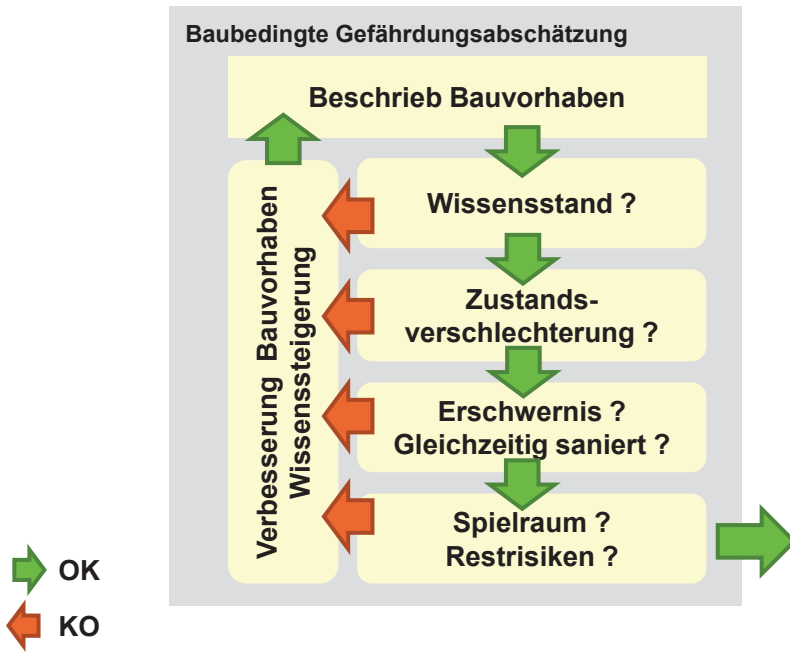 Baubedingte Gefährdungsabschätzung
Beschrieb Bauvorhaben
Wissensstand ?
Zustands-
verschlechterung ?
Erschwernis ?
Gleichzeitig saniert ?
Spielraum ?
Restrisiken ?
Verbesserung Bauvorhaben
Wissenssteigerung
OK
KO